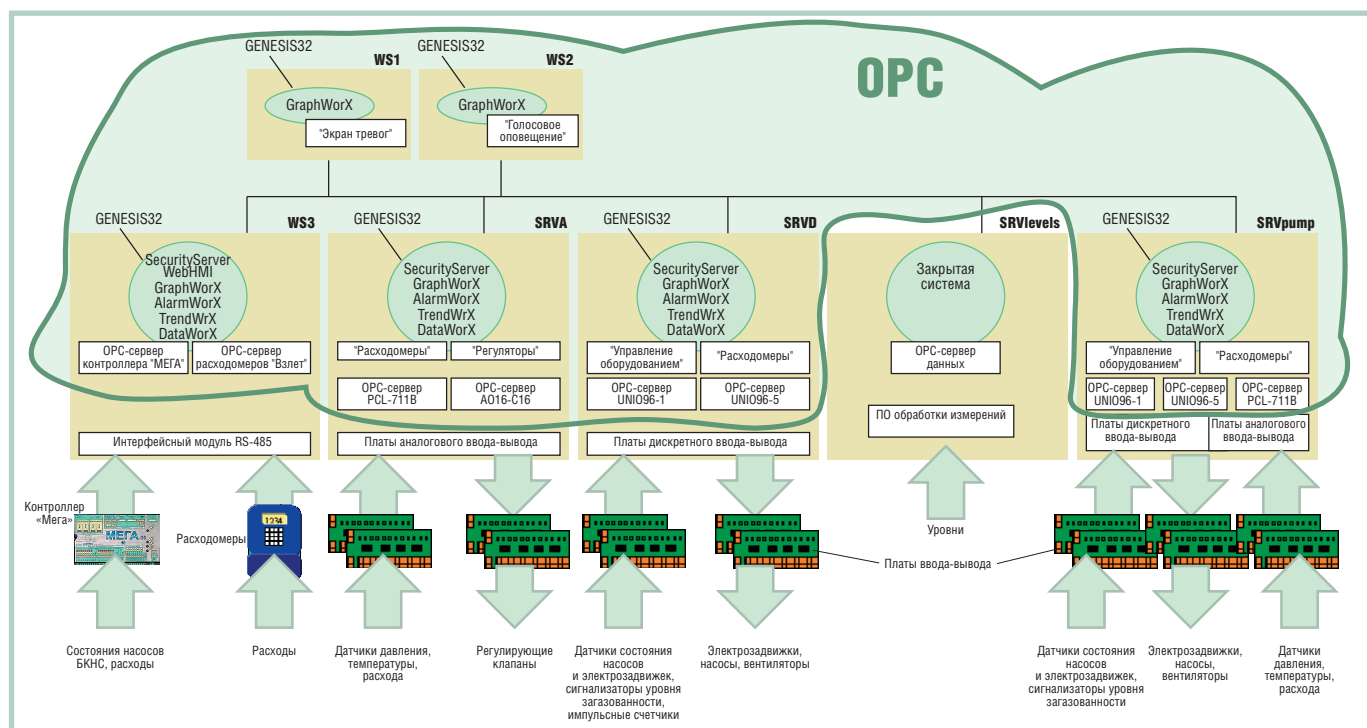 GENESIS32
WS1
GENESIS32
WS2
OPC
GraphWorX
"Экран тревог"
GraphWorX
"Голосовое
оповещение"
GENESIS32
WS3
GENESIS32
SRVA
GENESIS32
SRVD
SRVlevels
GENESIS32
SRVpump
SecurityServer
WebHMI
GraphWorX
AlarmWorX
TrendWrX
DataWorX
OPC-сервер
контроллера "МЕГА"
OPC-сервер
расходомеров "Взлет"
Интерфейсный модуль RS-485
SecurityServer
GraphWorX
AlarmWorX
TrendWrX
DataWorX
"Расходомеры"
"Регуляторы"
OPC-сервер
PCL-711B
OPC-сервер
AO16-C16
Платы аналогового ввода-вывода
SecurityServer
GraphWorX
AlarmWorX
TrendWrX
DataWorX
"Управление
оборудованием"
"Расходомеры"
OPC-сервер
UNIO96-1
OPC-сервер
UNIO96-5
Платы дискретного ввода-вывода
Закрытая
система
OPC-сервер
данных
ПО обработки измерений
SecurityServer
GraphWorX
AlarmWorX
TrendWrX
DataWorX
"Управление
оборудованием"
"Расходомеры"
OPC-сервер
UNIO96-1
OPC-сервер
UNIO96-5
OPC-сервер
PCL-711B
Платы дискретного
ввода-вывода
Платы аналогового
ввода-вывода
Контроллер
«Мега»
МЕГА
Расходомеры
1234
Уровни
Платы ввода-вывода
Состояния насосов
БКНС, расходы
Расходы
Датчики давления,
температуры,
расхода
Регулирующие
клапаны
Датчики состояния
насосов
и электрозадвижек,
сигнализаторы уровня
загазованности,
импульсные счетчики
Электрозадвижки,
насосы, вентиляторы
Датчики состояния
насосов
и электрозадвижек,
сигнализаторы уровня
загазованности
Электрозадвижки,
насосы,
вентиляторы
Датчики
давления,
температуры,
расхода